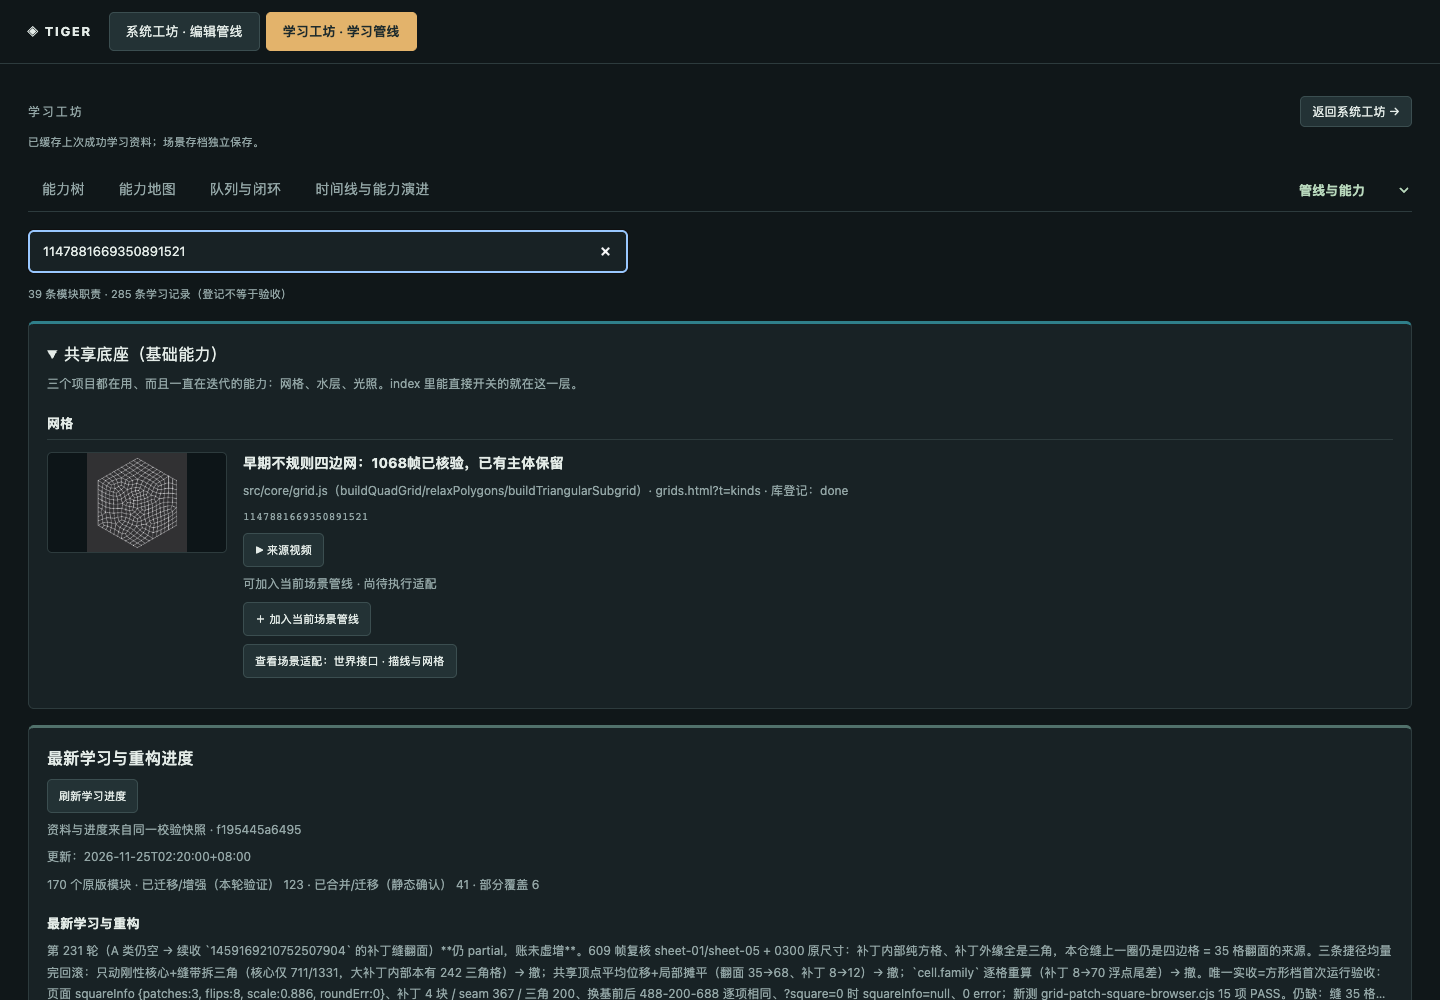 ◈ TIGER
系统工坊 · 编辑管线
学习工坊 · 学习管线
学习工坊
返回系统工坊 →
已缓存上次成功学习资料；场景存档独立保存。
能力树
能力地图
队列与闭环
时间线与能力演进
管线与能力
1147881669350891521
×
39 条模块职责 · 285 条学习记录（登记不等于验收）
▼ 共享底座（基础能力）
三个项目都在用、而且一直在迭代的能力：网格、水层、光照。index 里能直接开关的就在这一层。
网格
早期不规则四边网：1068帧已核验，已有主体保留
src/core/grid.js（buildQuadGrid/relaxPolygons/buildTriangularSubgrid）· grids.html?t=kinds · 库登记：done
1147881669350891521
▶ 来源视频
可加入当前场景管线 · 尚待执行适配
＋ 加入当前场景管线
查看场景适配：世界接口 · 描线与网格
最新学习与重构进度
刷新学习进度
资料与进度来自同一校验快照 · f195445a6495
更新：2026-11-25T02:20:00+08:00
170 个原版模块 · 已迁移/增强（本轮验证） 123 · 已合并/迁移（静态确认） 41 · 部分覆盖 6
最新学习与重构
第 231 轮（A 类仍空 → 续收 `1459169210752507904` 的补丁缝翻面）**仍 partial，账未虚增**。609 帧复核 sheet-01/sheet-05 + 0300 原尺寸：补丁内部纯方格、补丁外缘全是三角，本仓缝上一圈仍是四边格 = 35 格翻面的来源。三条捷径均量
完回滚：只动刚性核心+缝带拆三角（核心仅 711/1331，大补丁内部本有 242 三角格）→ 撤；共享顶点平均位移+局部摊平（翻面 35→68、补丁 8→12）→ 撤；`cell.family` 逐格重算（补丁 8→70 浮点尾差）→ 撤。唯一实收=方形档首次运行验收：
页面 squareInfo {patches:3, flips:8, scale:0.886, roundErr:0}、补丁 4 块 / seam 367 / 三角 200、换基前后 488-200-688 逐项相同、?square=0 时 squareInfo=null、0 error；新测 grid-patch-square-browser.cjs 15 项 PASS。仍缺：缝 35 格…